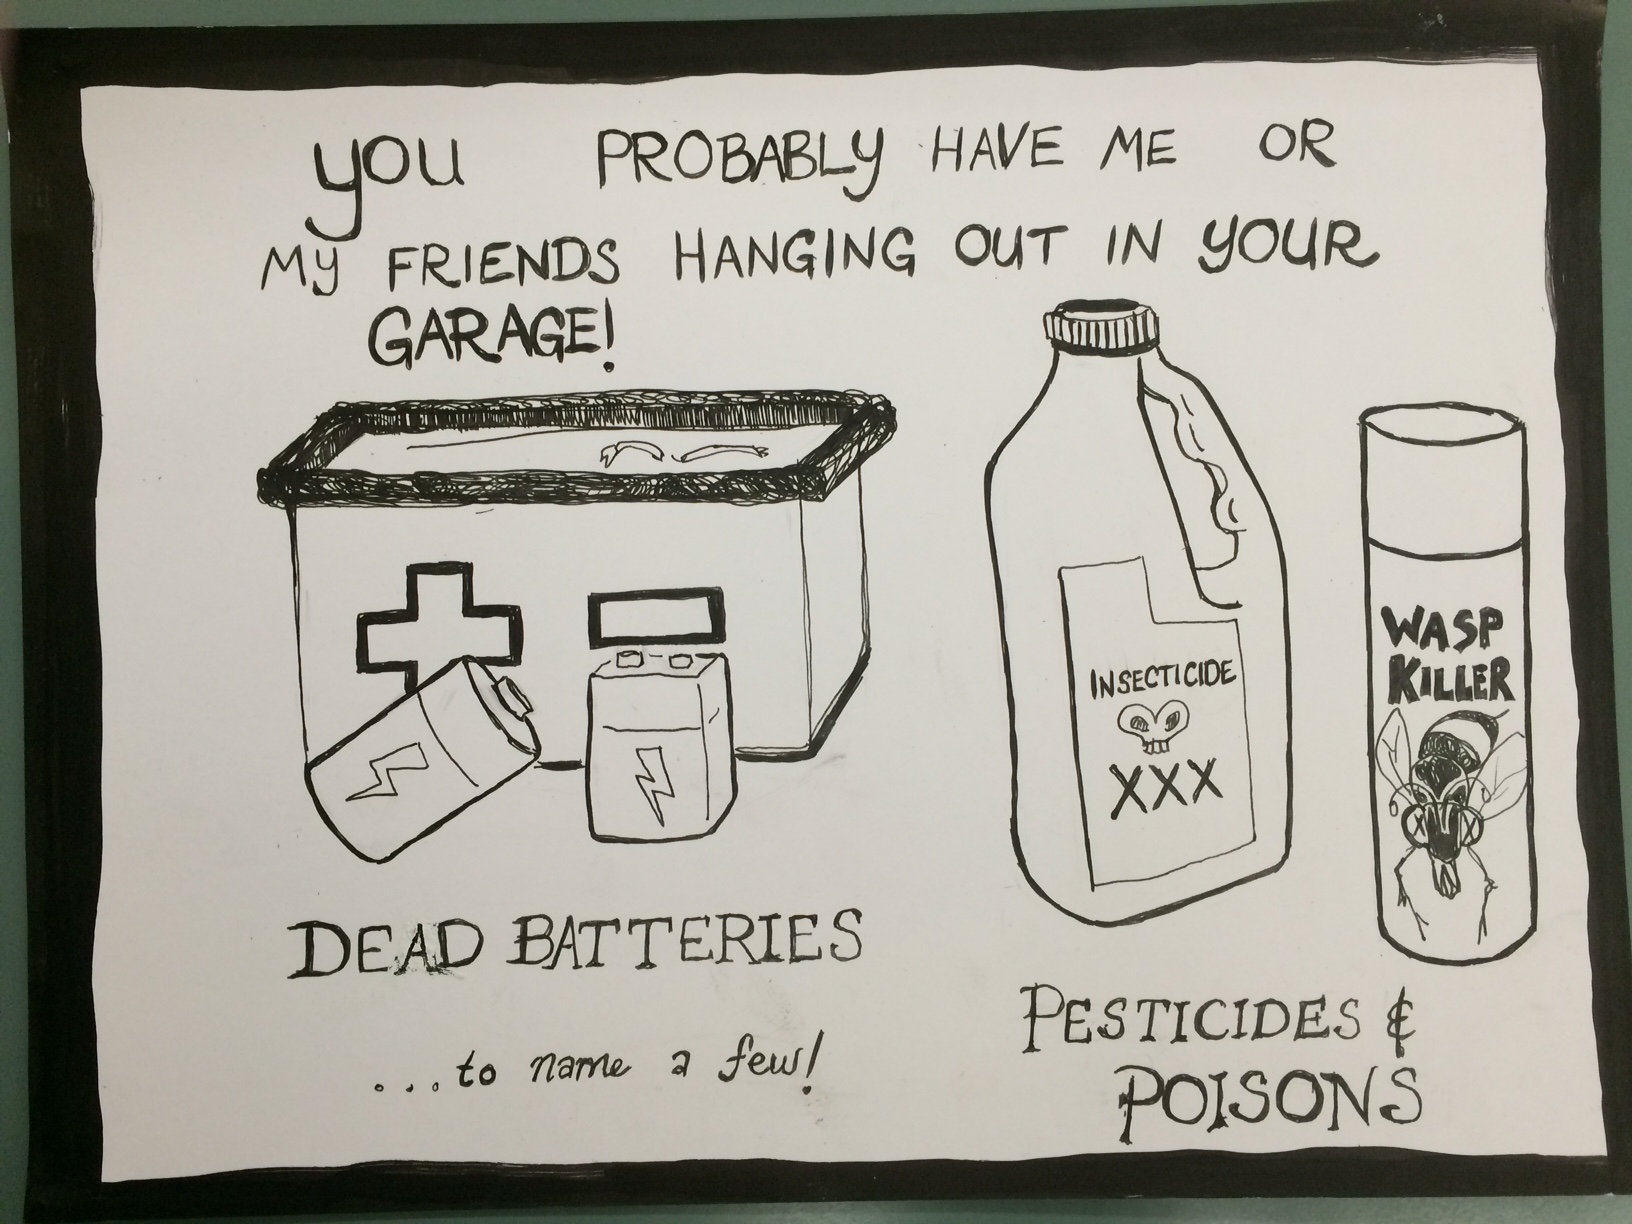 you PROBABLY HAVE ME OR
MY FRIENDS HANGING OUT IN YOUR
GARAGE!
INSECTICIDE
XXX
WASP
KILLER
DEAD BATTERIES
PESTICIDES &
POISONS
...to name a few!